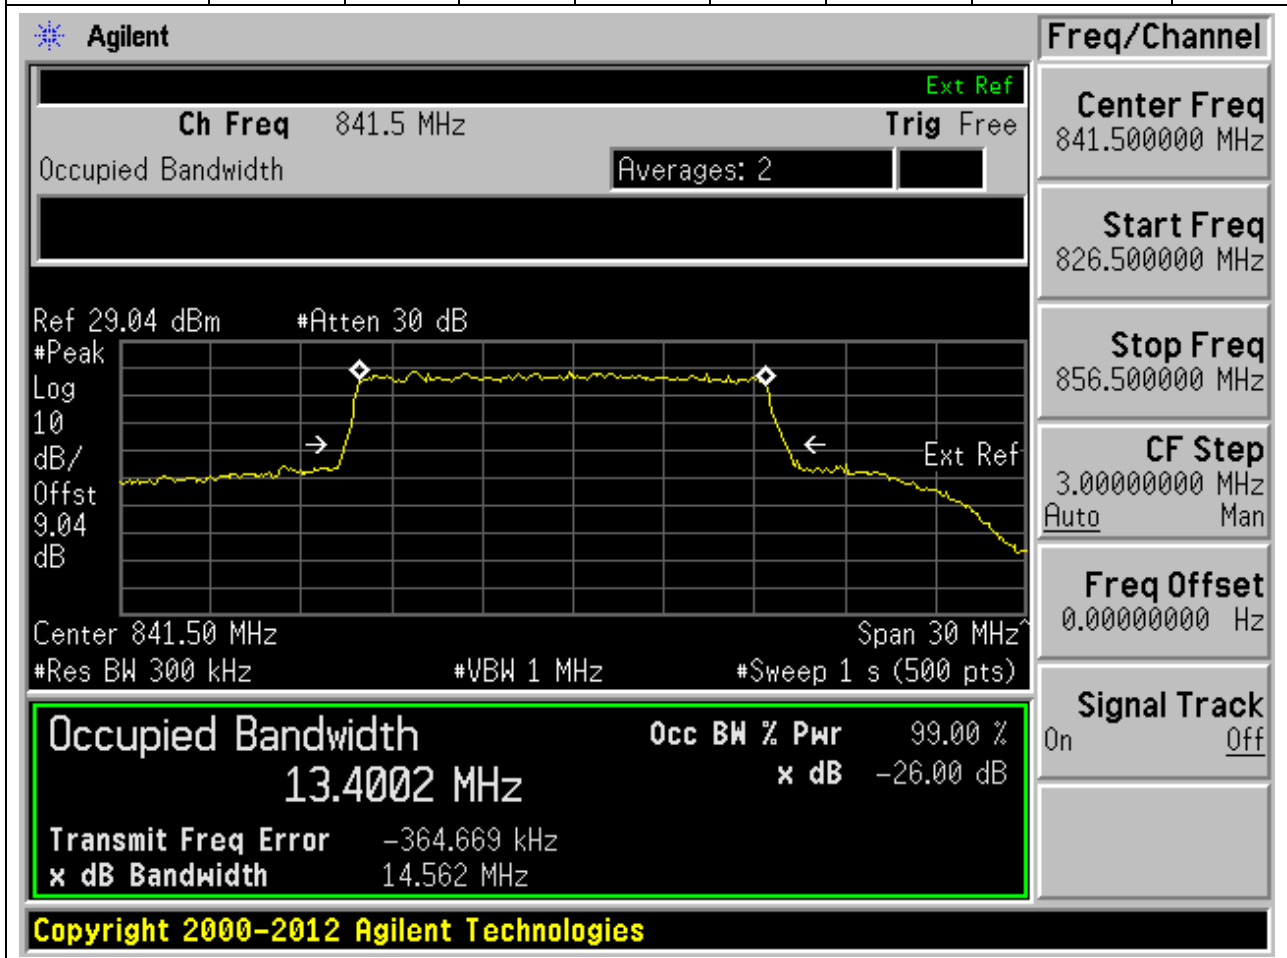 Agilent
Freq/Channel
Ext Ref
Ch Freq 841.5 MHz Trig Free
Occupied Bandwidth Averages: 2
Center Freq
841.500000 MHz
Start Freq
826.500000 MHz
Stop Freq
856.500000 MHz
CF Step
3.00000000 MHz
Auto Man
Freq Offset
0.00000000 Hz
Signal Track
On Off
Ref 29.04 dBm #Atten 30 dB
#Peak
Log
10
dB/
Offst
9.04
dB
Ext Ref
Center 841.50 MHz Span 30 MHz^
#Res BW 300 kHz #VBW 1 MHz #Sweep 1 s (500 pts)
Occupied Bandwidth Occ BW % Pwr 99.00 %
13.4002 MHz x dB -26.00 dB
Transmit Freq Error -364.669 kHz
x dB Bandwidth 14.562 MHz
Copyright 2000-2012 Agilent Technologies